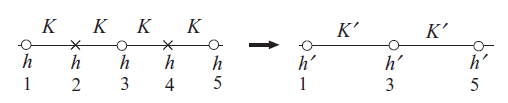 K K K K K′ K′
h h h h h h′ h′ h′
1 2 3 4 5 1 3 5